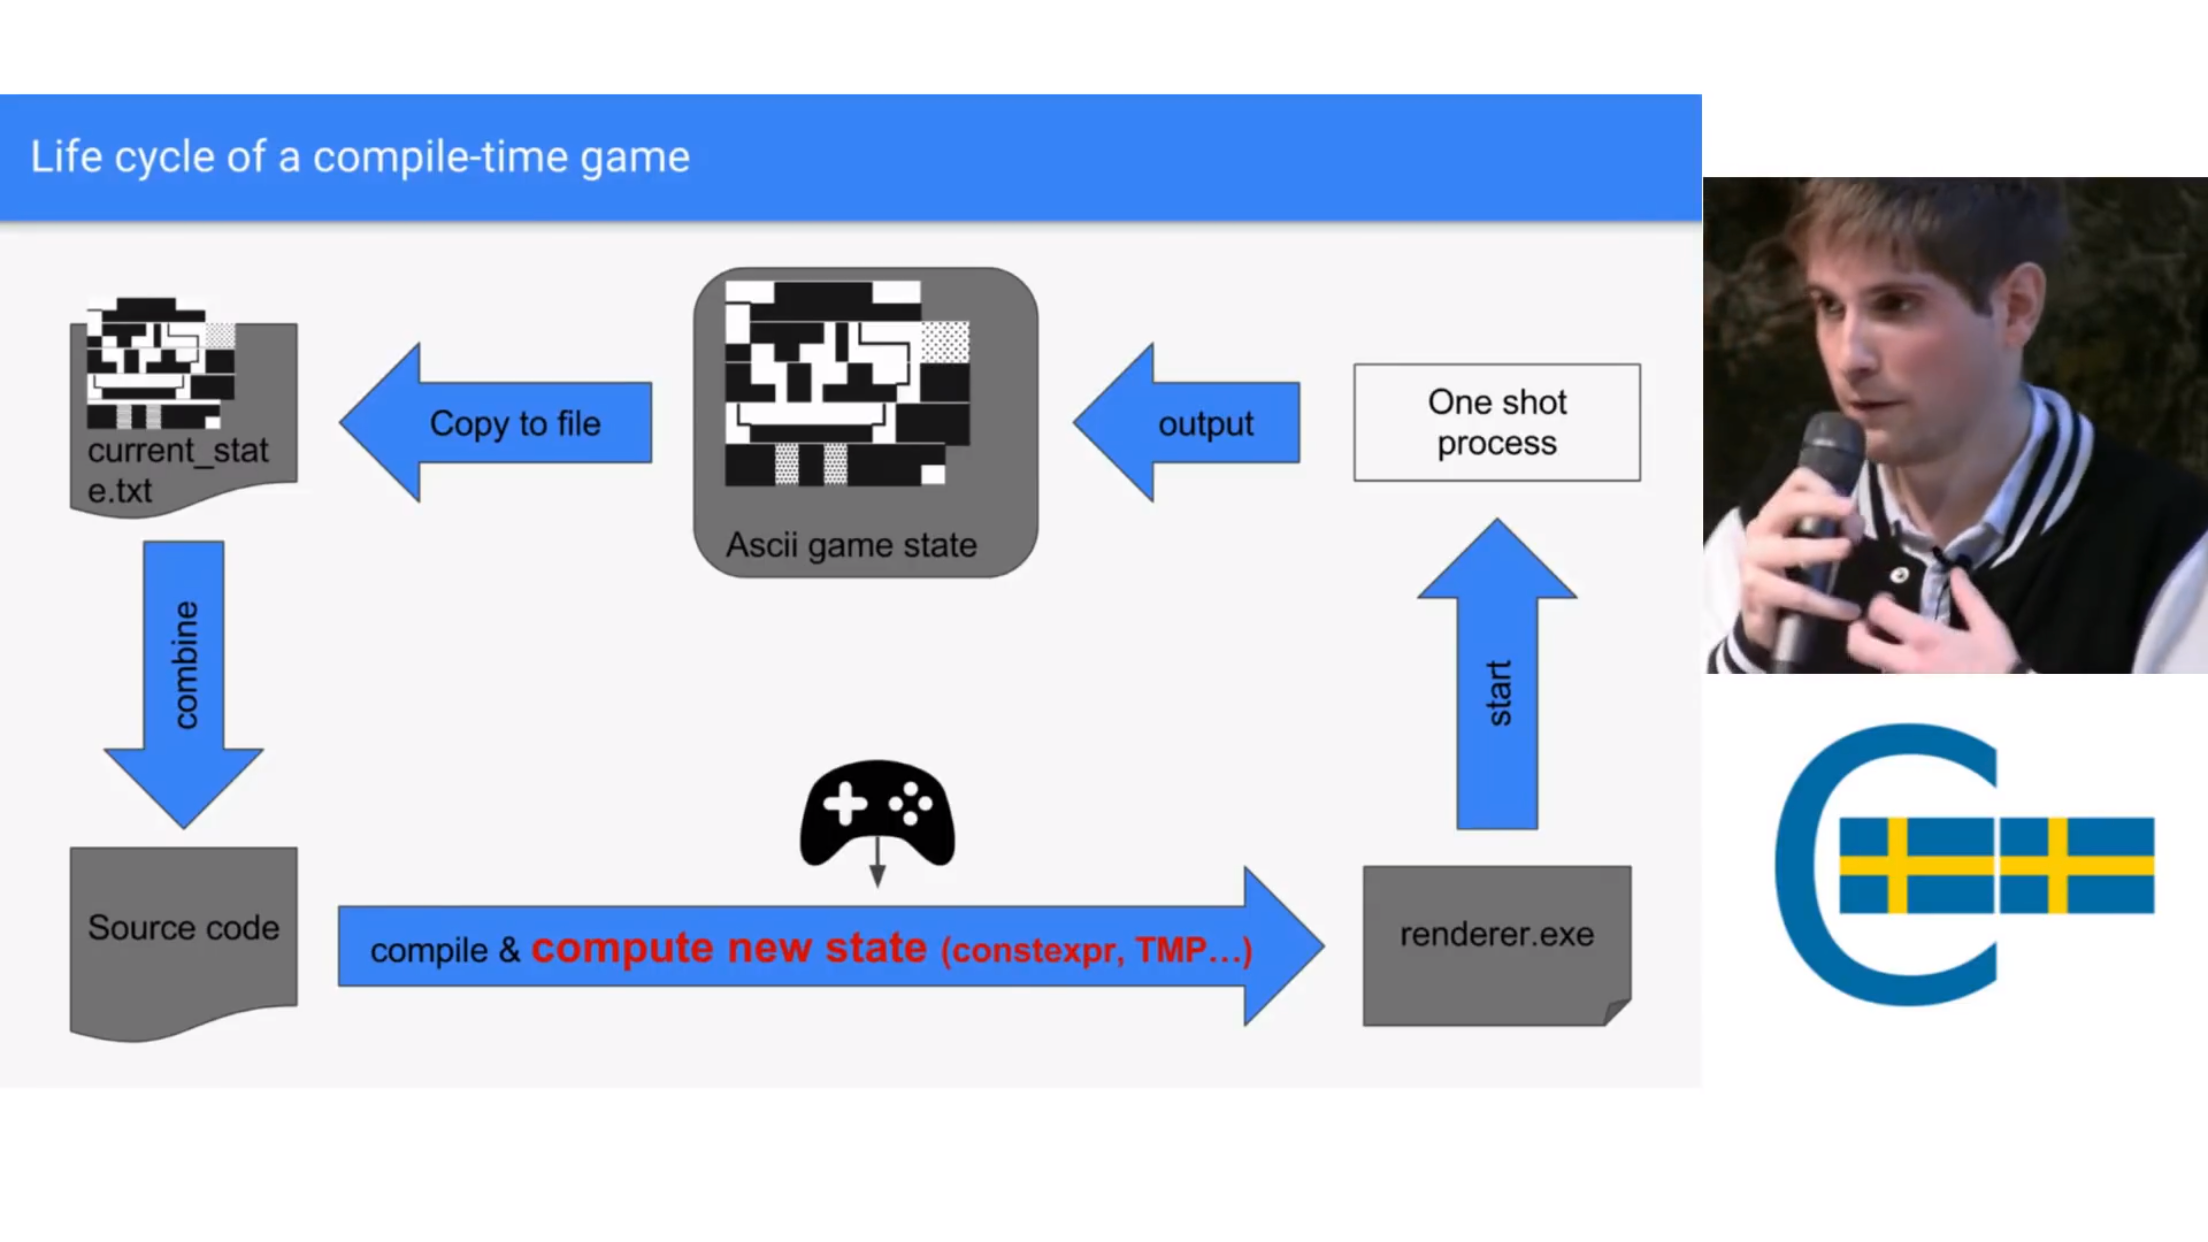 Life cycle of a compile-time game
current_stat
e.txt
Copy to file
Ascii game state
output
One shot
process
combine
start
Source code
compile & compute new state (constexpr, TMP...)
renderer.exe
C